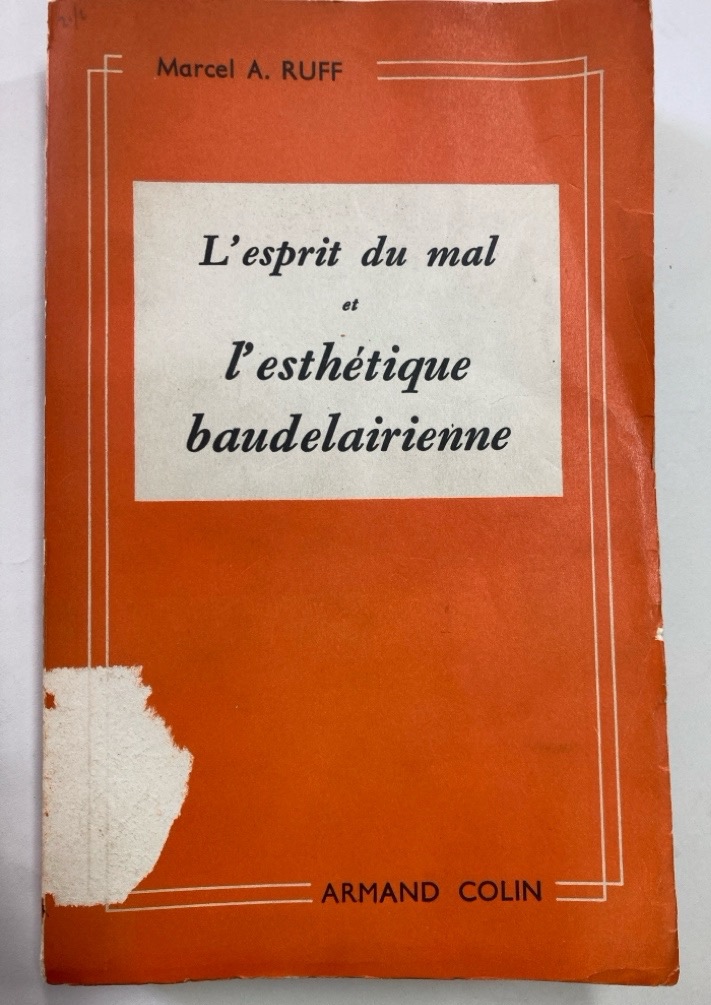 Marcel A. RUFF
L'esprit du mal
et
l'esthétique
baudelairienne
ARMAND COLIN